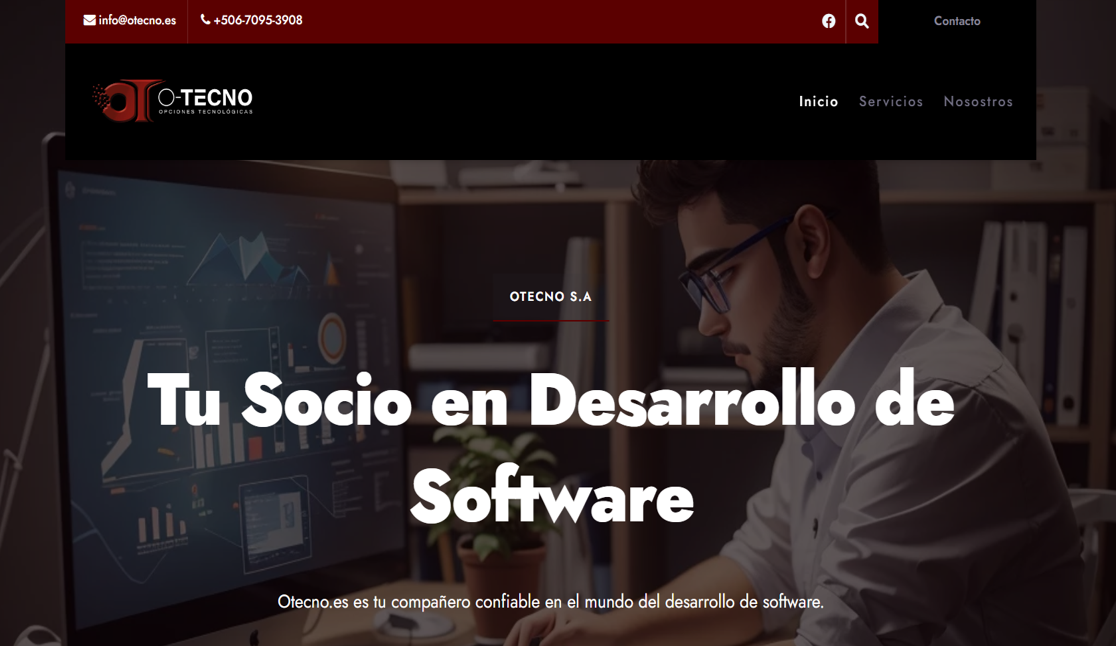 info@otecno.es
+506-7095-3908
Contacto
O-TECNO
OPCIONES TECNOLÓGICAS
Inicio
Servicios
Nosostros
OTECNO S.A
Tu Socio en Desarrollo de
Software
Otecno.es es tu compañero confiable en el mundo del desarrollo de software.